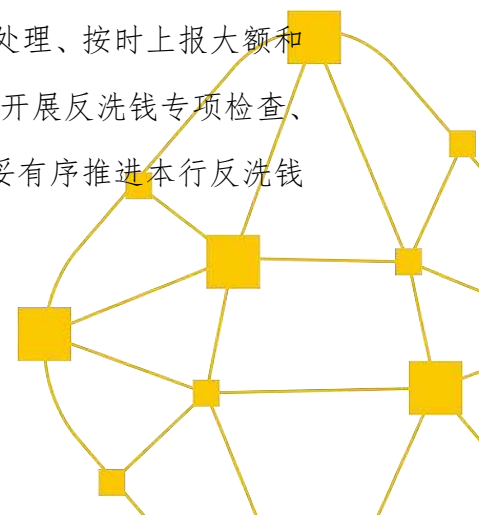 处理、按时上报大额和
开展反洗钱专项检查、
妥有序推进本行反洗钱